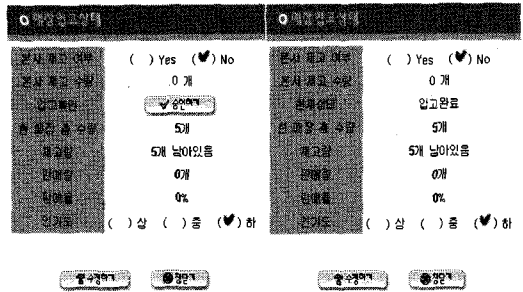 매장입고상태
본사 재고 여부 ( ) Yes (✔) No
본사 재고 수량 0 개
입고확인 승인하기
현 매장 총 수량 5개
재고량 5개 남아있음
판매량 0개
판매율 0%
인기도 ( ) 상 ( ) 중 (✔) 하
수정하기 창닫기
매장입고상태
본사 재고 여부 ( ) Yes (✔) No
본사 재고 수량 0 개
현재상태 입고완료
현 매장 총 수량 5개
재고량 5개 남아있음
판매량 0개
판매율 0%
인기도 ( ) 상 ( ) 중 (✔) 하
수정하기 창닫기